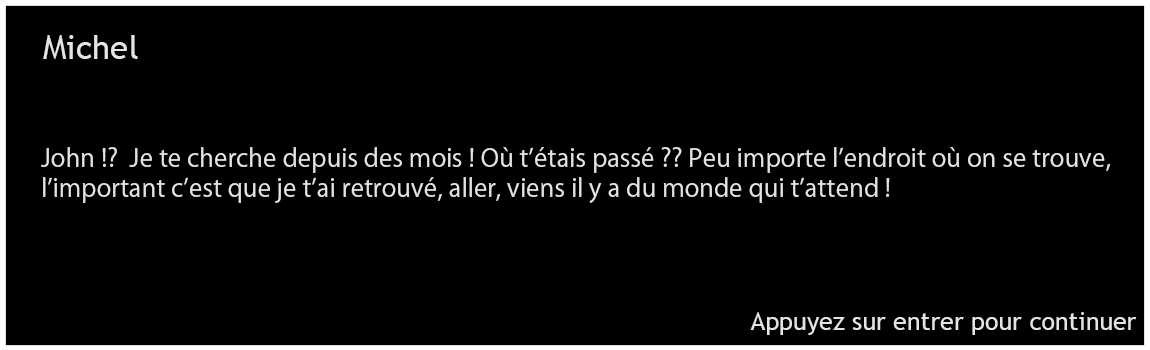 Michel
John !?  Je te cherche depuis des mois ! Où t’étais passé ?? Peu importe l’endroit où on se trouve,
l’important c’est que je t’ai retrouvé, aller, viens il y a du monde qui t’attend !
Appuyez sur entrer pour continuer